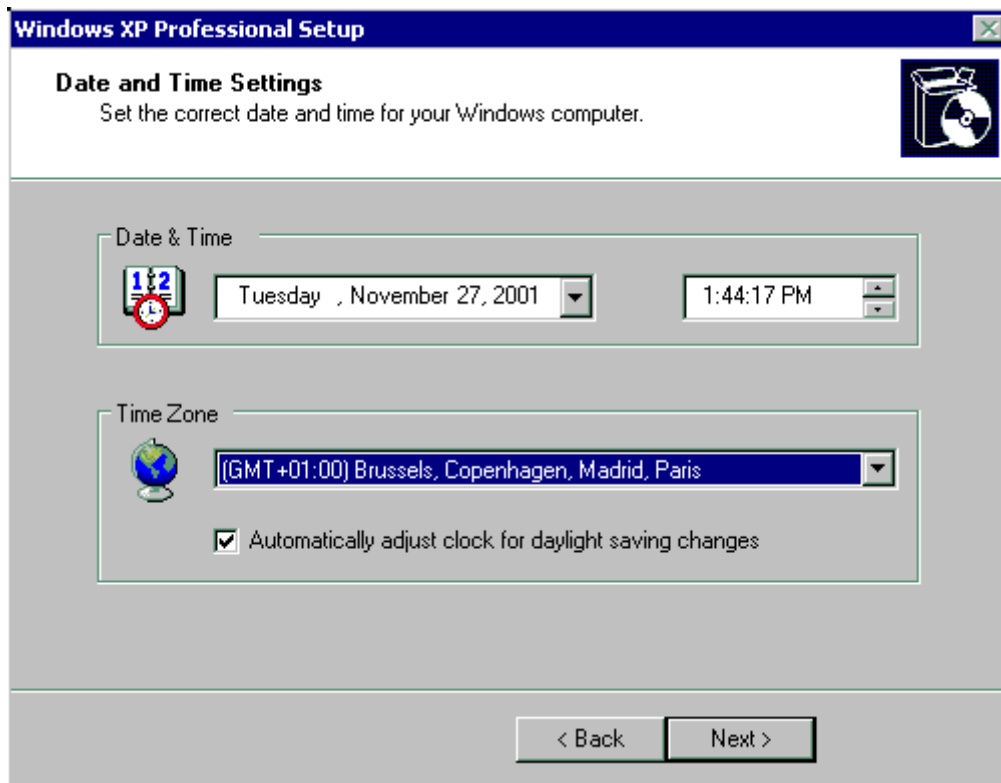 Windows XP Professional Setup
Date and Time Settings
Set the correct date and time for your Windows computer.
Date & Time
1 2
Tuesday , November 27, 2001
1:44:17 PM
Time Zone
(GMT+01:00) Brussels, Copenhagen, Madrid, Paris
Automatically adjust clock for daylight saving changes
< Back
Next >